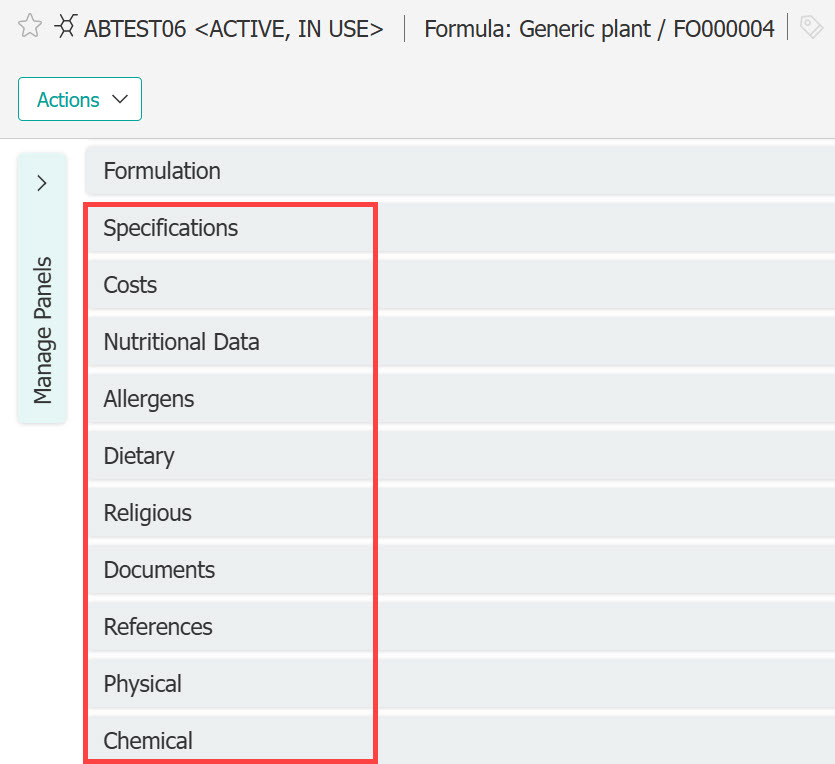 ABTEST06 <ACTIVE, IN USE> | Formula: Generic plant / FO000004
Actions
Manage Panels
Formulation
Specifications
Costs
Nutritional Data
Allergens
Dietary
Religious
Documents
References
Physical
Chemical